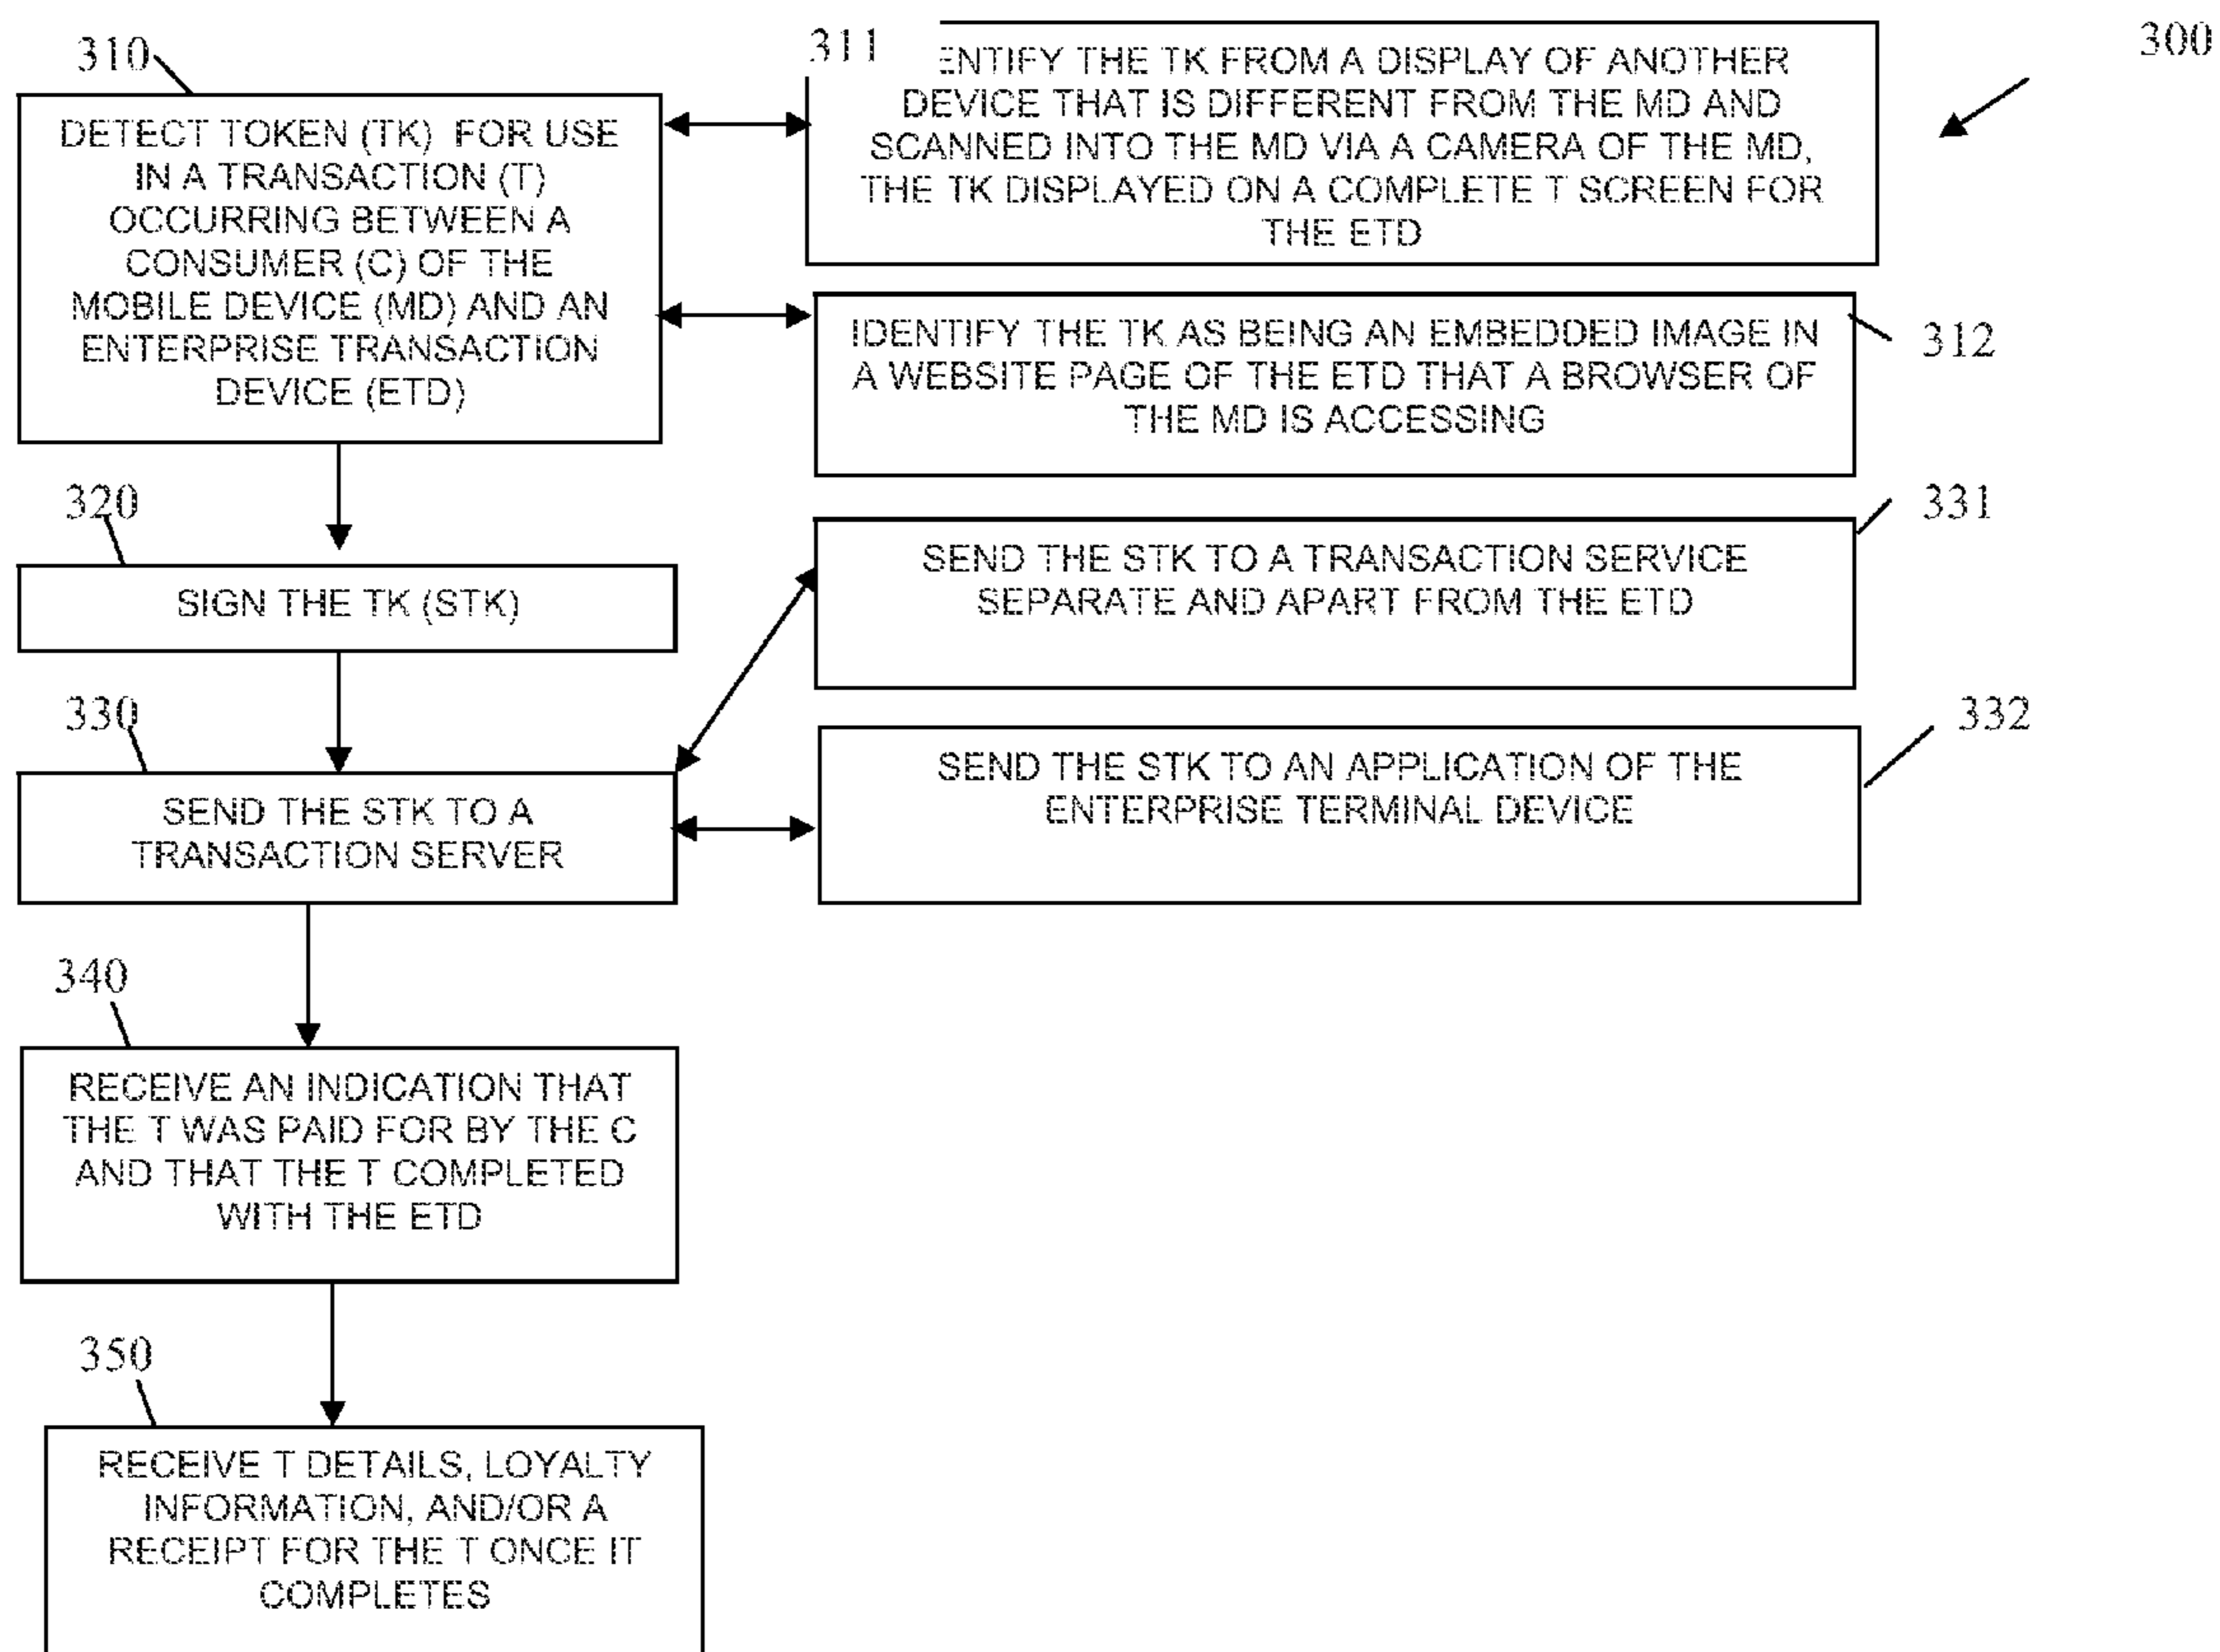 310
DETECT TOKEN (TK) FOR USE
IN A TRANSACTION (T)
OCCURRING BETWEEN A
CONSUMER (C) OF THE
MOBILE DEVICE (MD) AND AN
ENTERPRISE TRANSACTION
DEVICE (ETD)
311
ENTIFY THE TK FROM A DISPLAY OF ANOTHER
DEVICE THAT IS DIFFERENT FROM THE MD AND
SCANNED INTO THE MD VIA A CAMERA OF THE MD,
THE TK DISPLAYED ON A COMPLETE T SCREEN FOR
THE ETD
300
IDENTIFY THE TK AS BEING AN EMBEDDED IMAGE IN
A WEBSITE PAGE OF THE ETD THAT A BROWSER OF
THE MD IS ACCESSING
312
320
SIGN THE TK (STK)
331
SEND THE STK TO A TRANSACTION SERVICE
SEPARATE AND APART FROM THE ETD
330
SEND THE STK TO A
TRANSACTION SERVER
332
SEND THE STK TO AN APPLICATION OF THE
ENTERPRISE TERMINAL DEVICE
340
RECEIVE AN INDICATION THAT
THE T WAS PAID FOR BY THE C
AND THAT THE T COMPLETED
WITH THE ETD
350
RECEIVE T DETAILS, LOYALTY
INFORMATION, AND/OR A
RECEIPT FOR THE T ONCE IT
COMPLETES